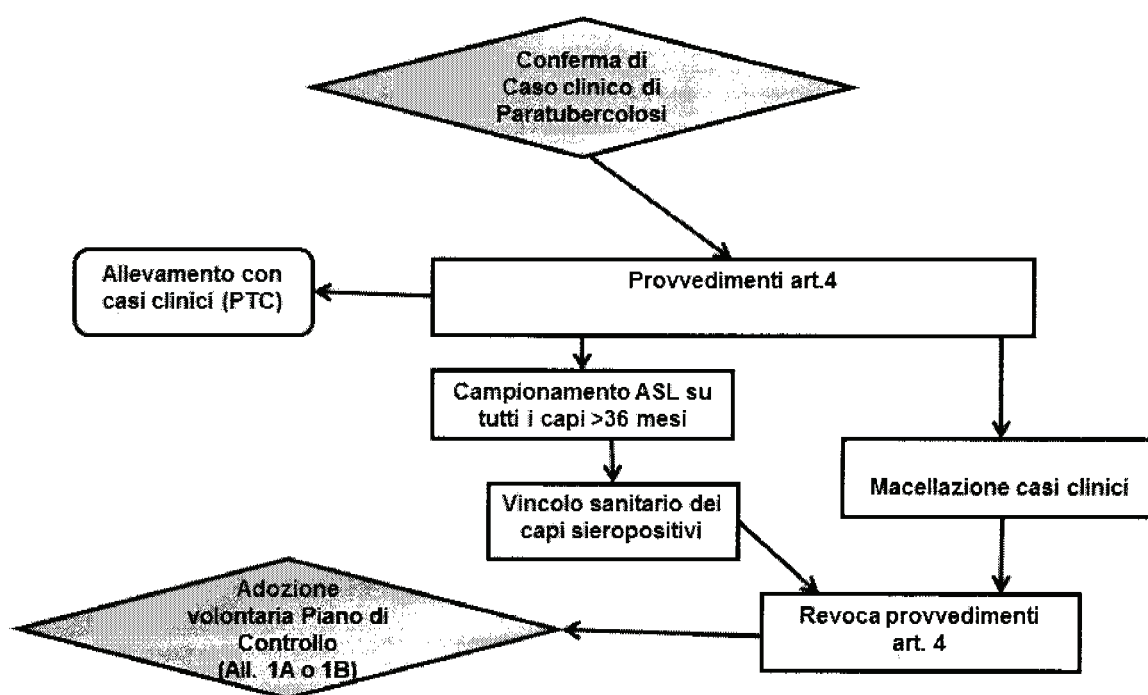 Conferma di
Caso clinico di
Paratubercolosi
Allevamento con
casi clinici (PTC)
Provvedimenti art.4
Campionamento ASL su
tutti i capi >36 mesi
Macellazione casi clinici
Vincolo sanitario dei
capi sieropositivi
Adozione
volontaria Piano di
Controllo
(All. 1A o 1B)
Revoca provvedimenti
art. 4